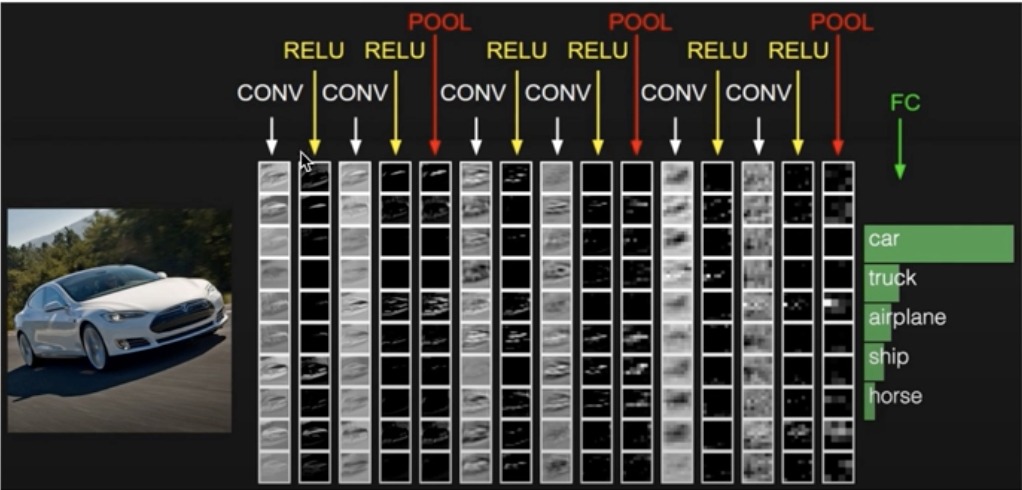 POOL POOL POOL
RELU RELU RELU RELU RELU RELU
CONV CONV CONV CONV CONV CONV
FC
car
truck
airplane
ship
horse